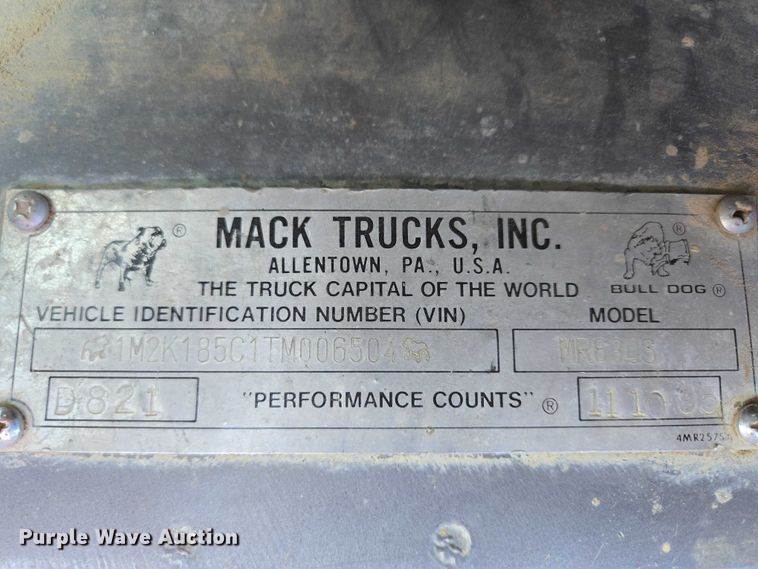 MACK TRUCKS, INC.
ALLENTOWN, PA., U.S.A.
THE TRUCK CAPITAL OF THE WORLD
BULL DOG ®
VEHICLE IDENTIFICATION NUMBER (VIN) MODEL
1M2K185C1TM006504
D821 "PERFORMANCE COUNTS" ®
Purple Wave Auction